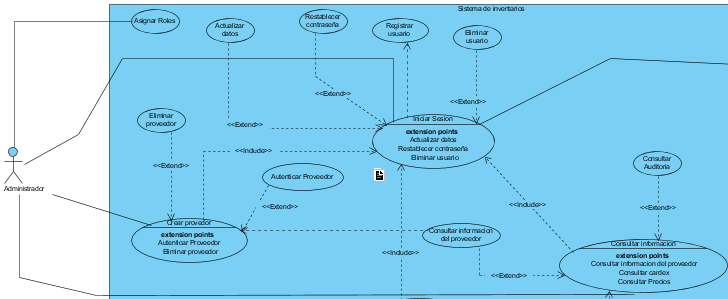 Sistema de inventarios
Asignar Roles
Actualizar
datos
Restablecer
contraseña
Registrar
usuario
Eliminar
usuario
<<Extend>>
<<Extend>>
Eliminar
proveedor
<<Extend>>
Iniciar Sesion
extension points
Actualizar datos
Restablecer contraseña
Eliminar usuario
<<Include>>
<<Extend>>
Consultar
Auditoria
Autenticar Proveedor
Administrador
<<Extend>>
<<Include>>
<<Extend>>
Crear provedor
extension points
Autenticar Proveedor
Eliminar proveedor
Consultar informacion
del proveedor
<<Include>>
<<Extend>>
Consultar informacion
extension points
Consultar informacion del proveedor
Consultar cardex
Consultar Precios